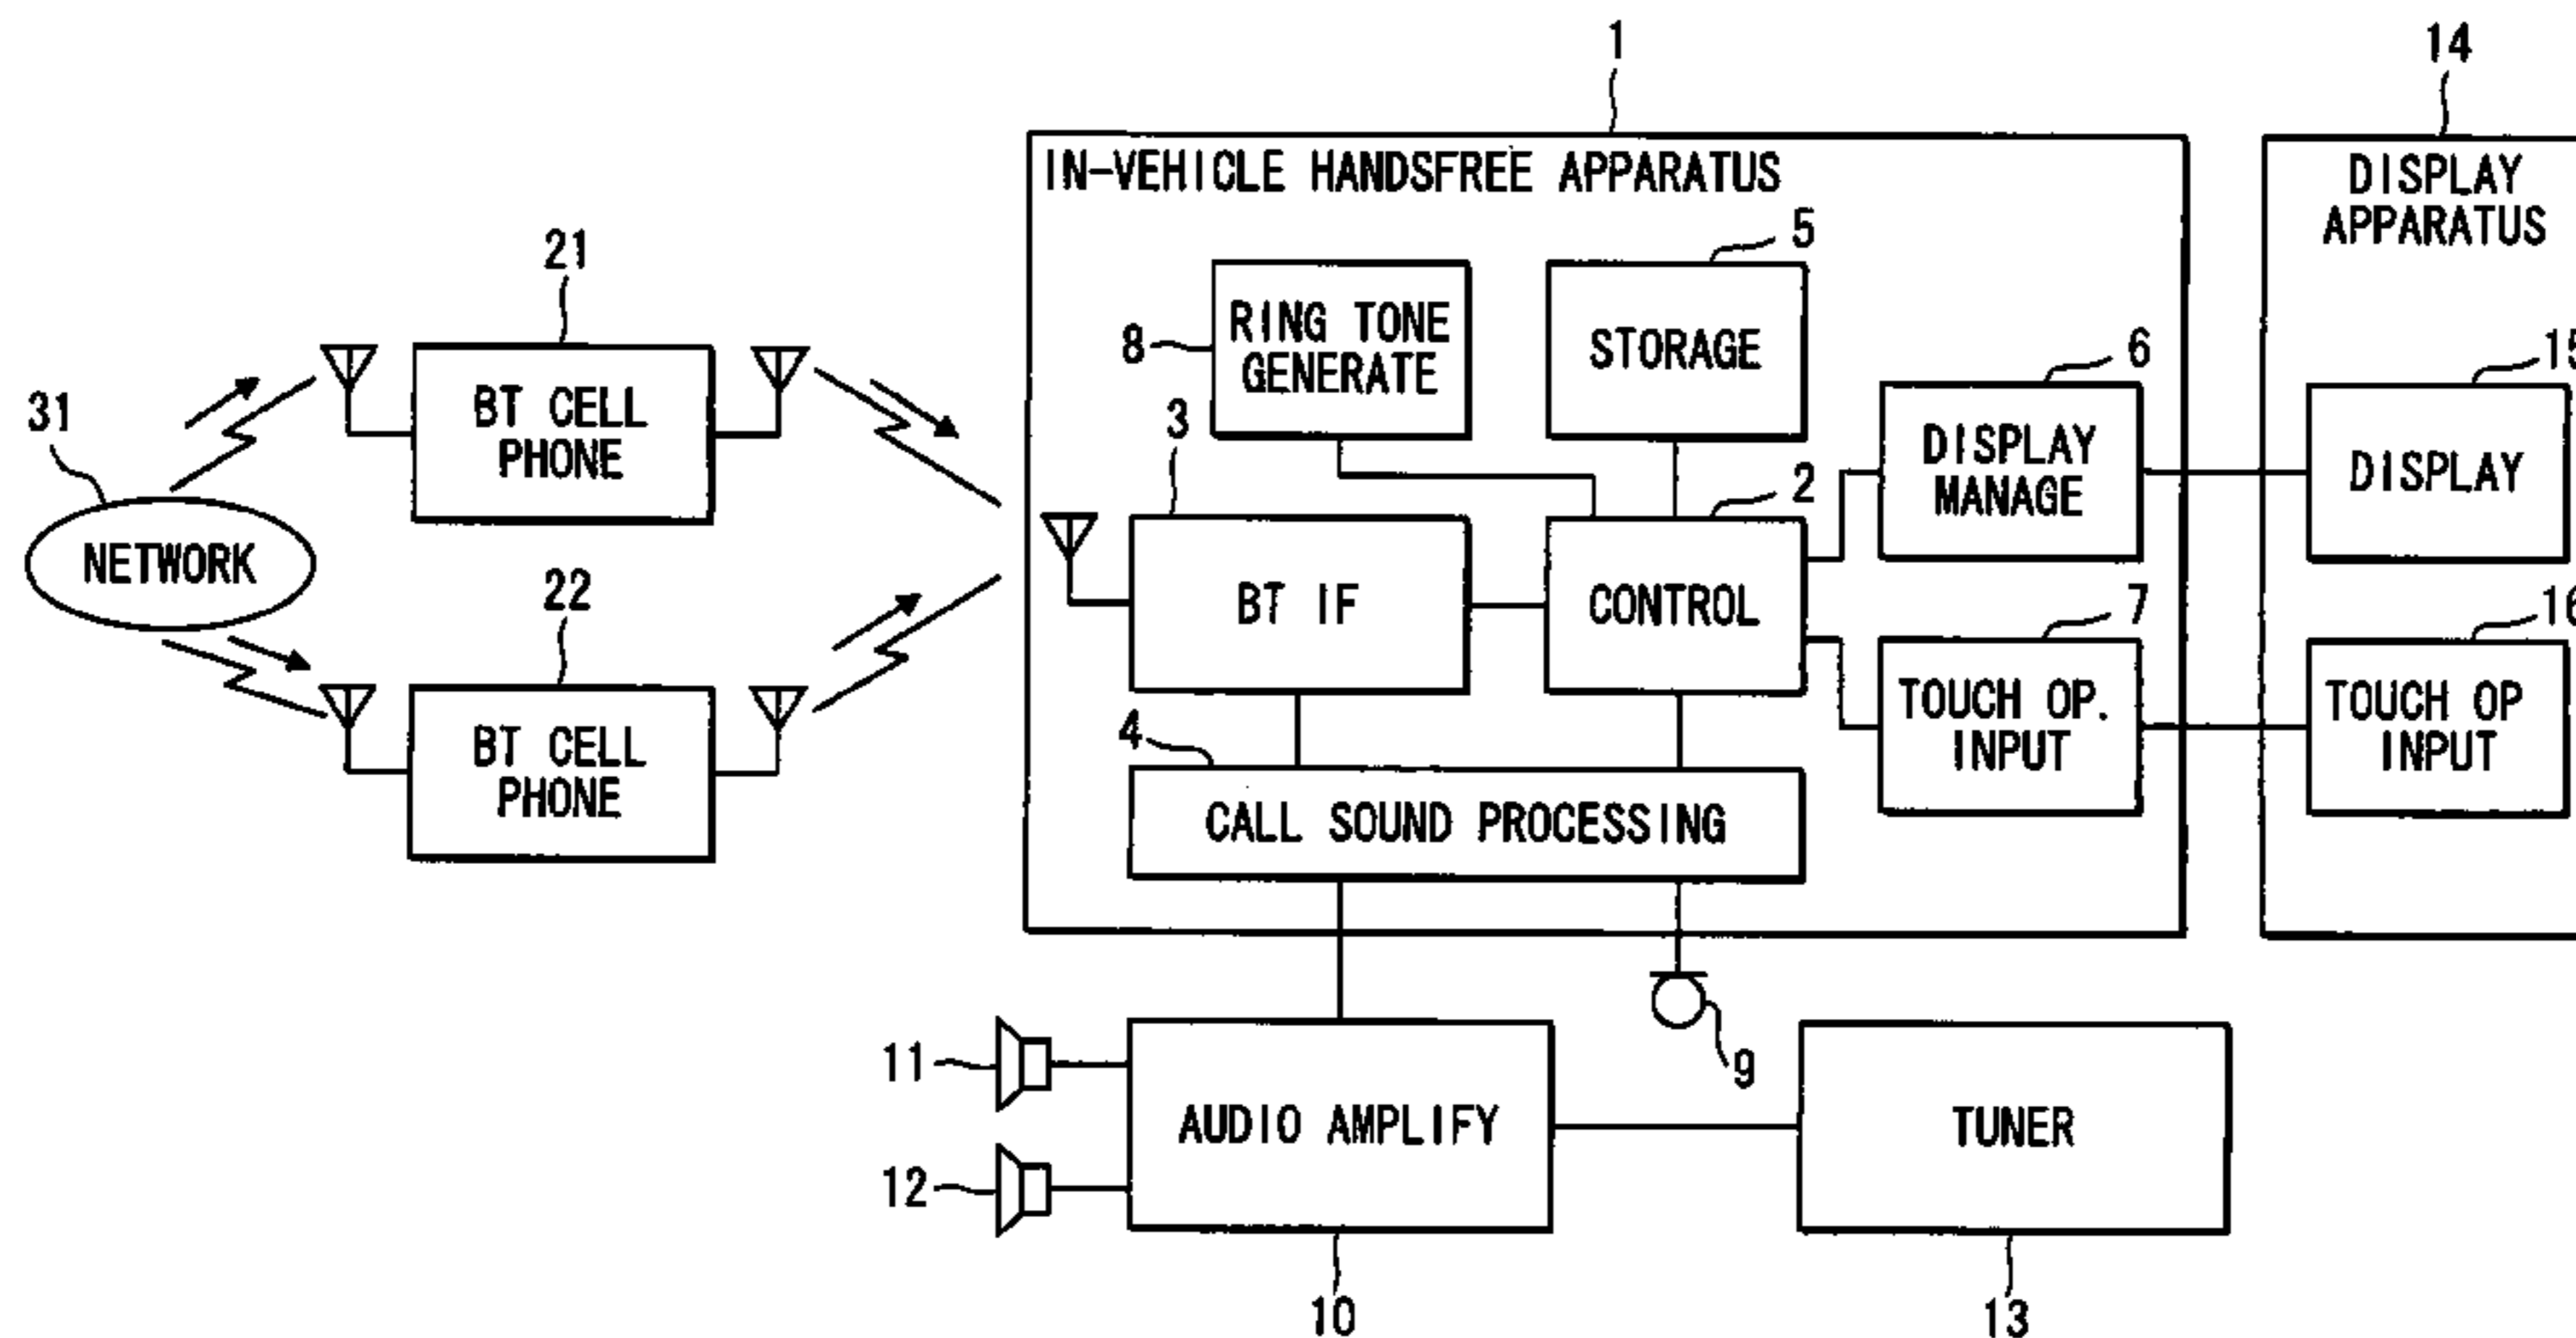 1
14
IN-VEHICLE HANDSFREE APPARATUS
DISPLAY
APPARATUS
21
5
8
RING TONE
GENERATE
STORAGE
6
15
31
BT CELL
PHONE
3
2
DISPLAY
MANAGE
DISPLAY
NETWORK
22
BT IF
CONTROL
7
16
BT CELL
PHONE
4
TOUCH OP.
INPUT
TOUCH OP
INPUT
CALL SOUND PROCESSING
11
9
AUDIO AMPLIFY
TUNER
12
10
13